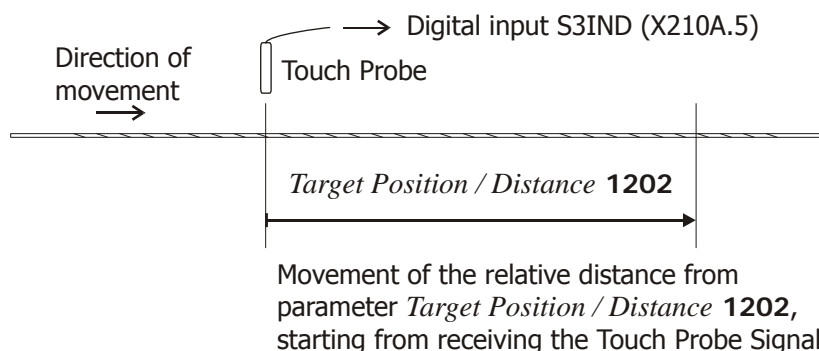 Digital input S3IND (X210A.5)
Direction of
movement
Touch Probe
Target Position / Distance 1202
Movement of the relative distance from
parameter Target Position / Distance 1202,
starting from receiving the Touch Probe Signal